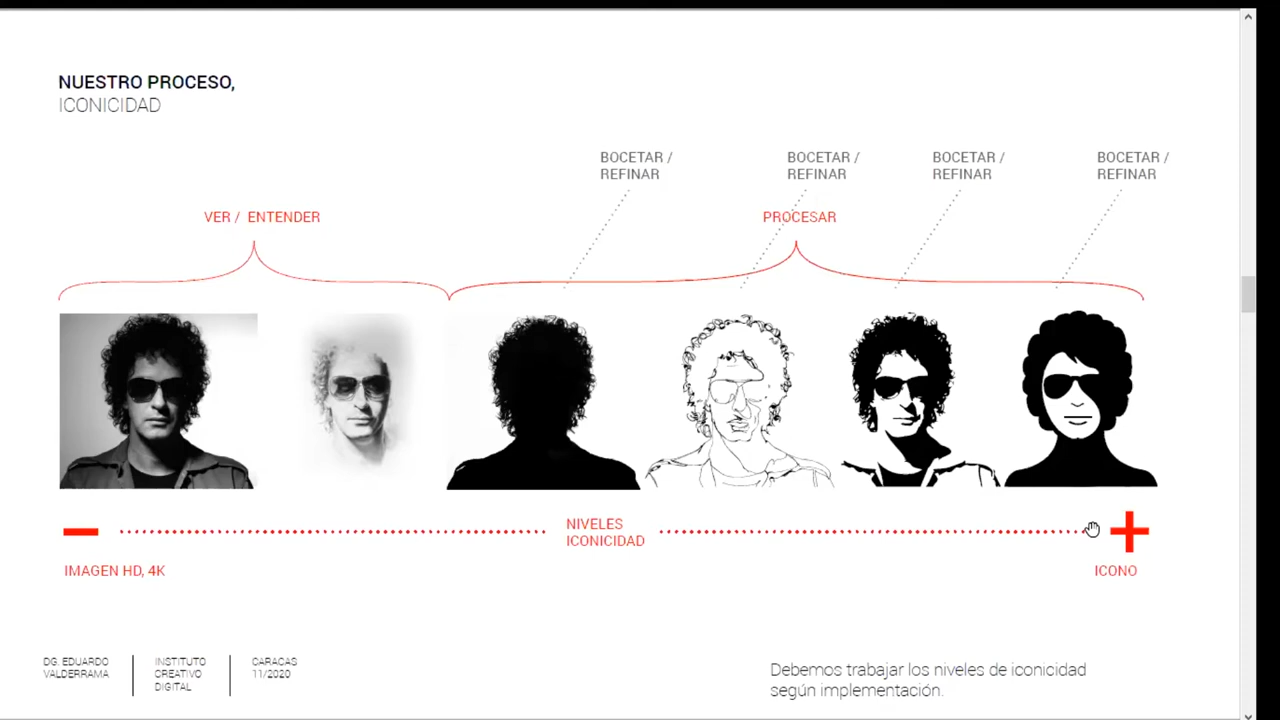 NUESTRO PROCESO,
ICONICIDAD
BOCETAR /
REFINAR
BOCETAR /
REFINAR
BOCETAR /
REFINAR
BOCETAR /
REFINAR
VER / ENTENDER
PROCESAR
NIVELES
ICONICIDAD
IMAGEN HD, 4K
ICONO
DG. EDUARDO
VALDERRAMA
INSTITUTO
CREATIVO
DIGITAL
CARACAS
11/2020
Debemos trabajar los niveles de iconicidad
según implementación.